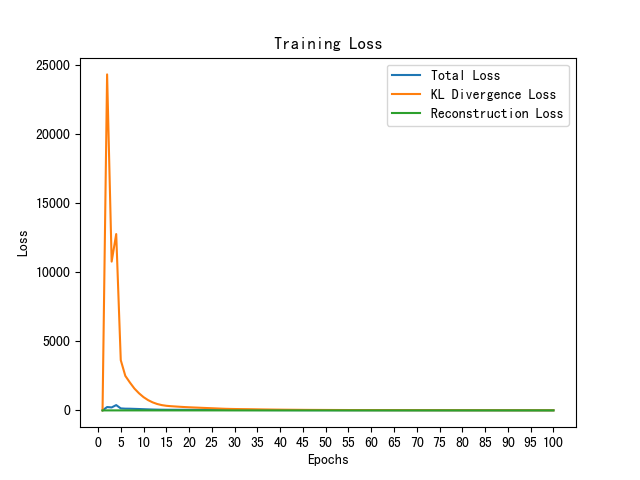 Training Loss
Total Loss
KL Divergence Loss
Reconstruction Loss
25000
20000
15000
10000
5000
0
Loss
0 5 10 15 20 25 30 35 40 45 50 55 60 65 70 75 80 85 90 95 100
Epochs